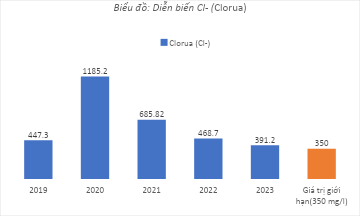 Biểu đồ: Diễn biến Cl- (Clorua)
Clorua (Cl-)
447.3
1185.2
685.82
468.7
391.2
350
2019
2020
2021
2022
2023
Giá trị giới
hạn(350 mg/l)